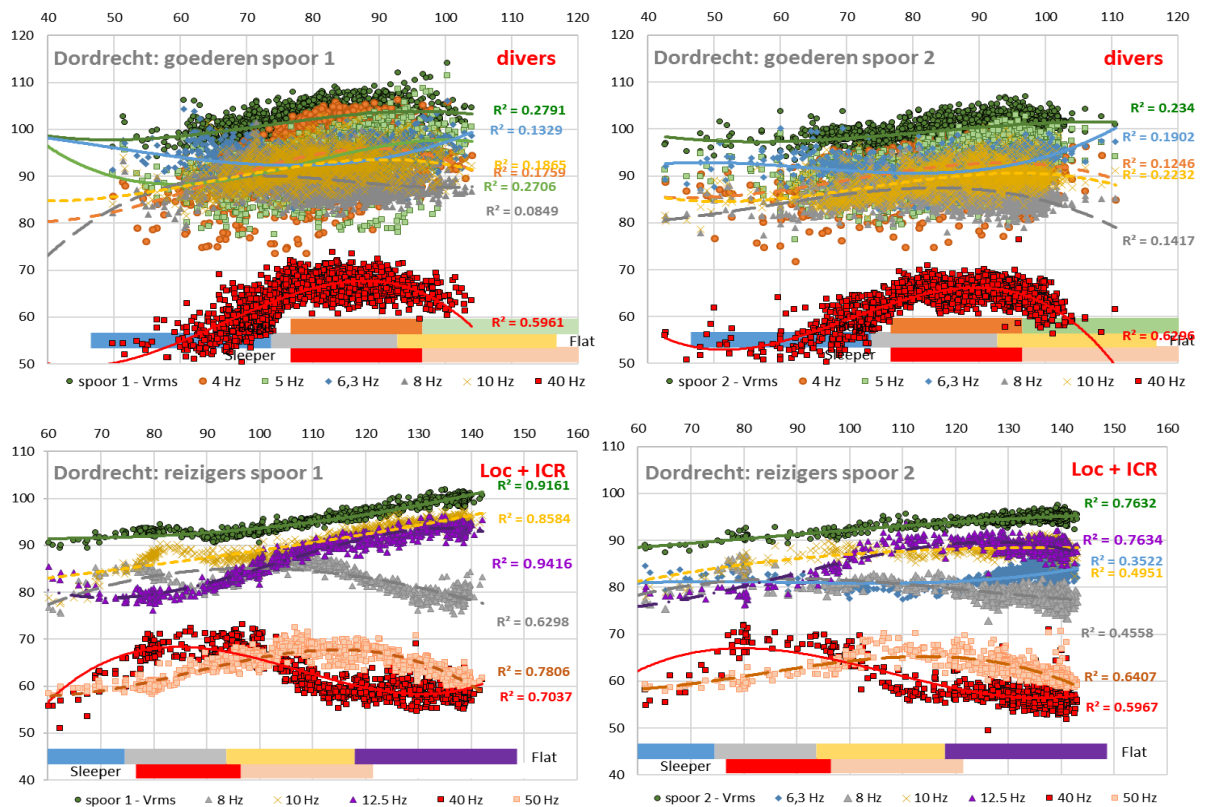 40 50 60 70 80 90 100 110 120
Dordrecht: goederen spoor 1 divers
120
110
100
90
80
70
60
50
R² = 0.2791
R² = 0.1329
R² = 0.1865
R² = 0.1759
R² = 0.2706
R² = 0.0849
R² = 0.5961
Flat
Sleeper
spoor 1 - Vrms 4 Hz 5 Hz 6,3 Hz 8 Hz 10 Hz 40 Hz
40 50 60 70 80 90 100 110 120
Dordrecht: goederen spoor 2 divers
120
110
100
90
80
70
60
50
R² = 0.234
R² = 0.1902
R² = 0.1246
R² = 0.2232
R² = 0.1417
R² = 0.6296
Flat
Sleeper
spoor 2 - Vrms 4 Hz 5 Hz 6,3 Hz 8 Hz 10 Hz 40 Hz
60 70 80 90 100 110 120 130 140 150 160
Dordrecht: reizigers spoor 1 Loc + ICR
110
100
90
80
70
60
50
40
R² = 0.9161
R² = 0.8584
R² = 0.9416
R² = 0.6298
R² = 0.7806
R² = 0.7037
Flat
Sleeper
spoor 1 - Vrms 8 Hz 10 Hz 12.5 Hz 40 Hz 50 Hz
60 70 80 90 100 110 120 130 140 150 160
Dordrecht: reizigers spoor 2 Loc + ICR
110
100
90
80
70
60
50
40
R² = 0.7632
R² = 0.7634
R² = 0.3522
R² = 0.4951
R² = 0.4558
R² = 0.6407
R² = 0.5967
Flat
Sleeper
spoor 2 - Vrms 6,3 Hz 8 Hz 10 Hz 12.5 Hz 40 Hz 50 Hz